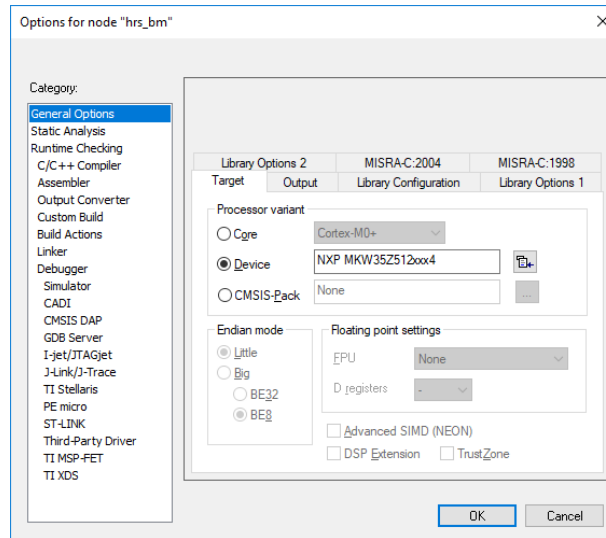 Options for node "hrs_bm"
Category:
General Options
Static Analysis
Runtime Checking
C/C++ Compiler
Assembler
Output Converter
Custom Build
Build Actions
Linker
Debugger
Simulator
CADI
CMSIS DAP
GDB Server
I-jet/JTAGjet
J-Link/J-Trace
TI Stellaris
PE micro
ST-LINK
Third-Party Driver
TI MSP-FET
TI XDS
Library Options 2 MISRA-C:2004 MISRA-C:1998
Target Output Library Configuration Library Options 1
Processor variant
Core Cortex-M0+
Device NXP MKW35Z512xxx4
CMSIS-Pack None ...
Endian mode
Little
Big
BE32
BE8
Floating point settings
FPU None
D registers -
Advanced SIMD (NEON)
DSP Extension TrustZone
OK Cancel